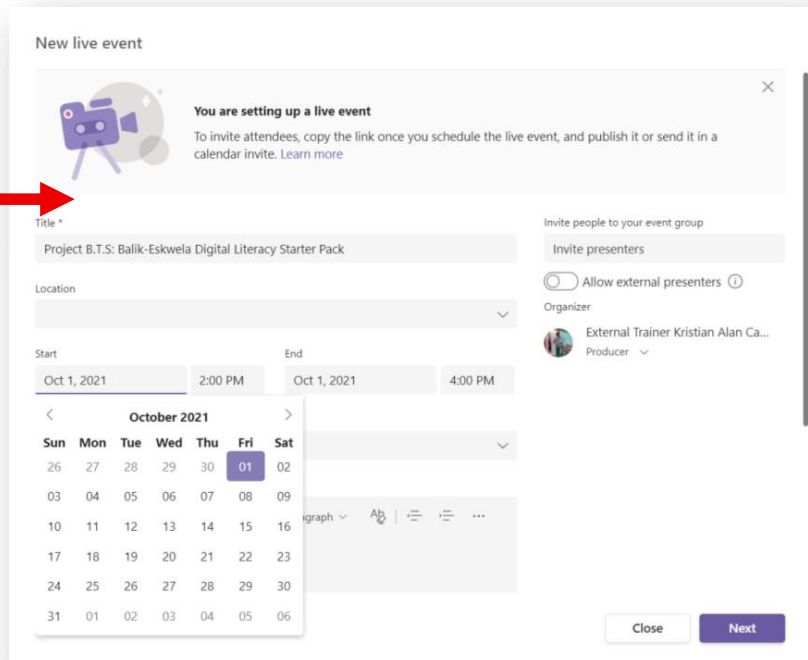 New live event
You are setting up a live event
To invite attendees, copy the link once you schedule the live event, and publish it or send it in a
calendar invite. Learn more
Title *
Project B.T.S: Balik-Eskwela Digital Literacy Starter Pack
Location
Start
End
Oct 1, 2021
2:00 PM
Oct 1, 2021
4:00 PM
October 2021
Sun Mon Tue Wed Thu Fri Sat
26 27 28 29 30 01 02
03 04 05 06 07 08 09
10 11 12 13 14 15 16
17 18 19 20 21 22 23
24 25 26 27 28 29 30
31 01 02 03 04 05 06
agraph
Ab
Invite people to your event group
Invite presenters
Allow external presenters
Organizer
External Trainer Kristian Alan Ca...
Producer
Close
Next